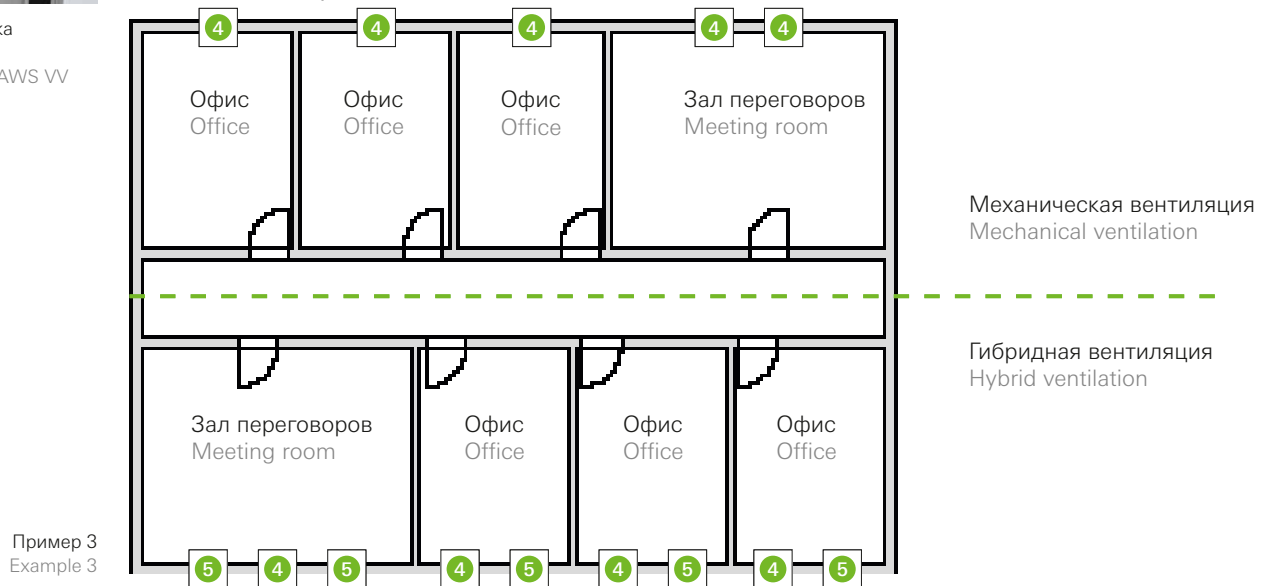 ка
AWS VV
4 4 4 4 4
Офис Офис Офис Зал переговоров
Office Office Office Meeting room
Механическая вентиляция
Mechanical ventilation
Гибридная вентиляция
Hybrid ventilation
Зал переговоров Офис Офис Офис
Meeting room Office Office Office
Пример 3
Example 3
5 4 5 4 5 4 5 4 5